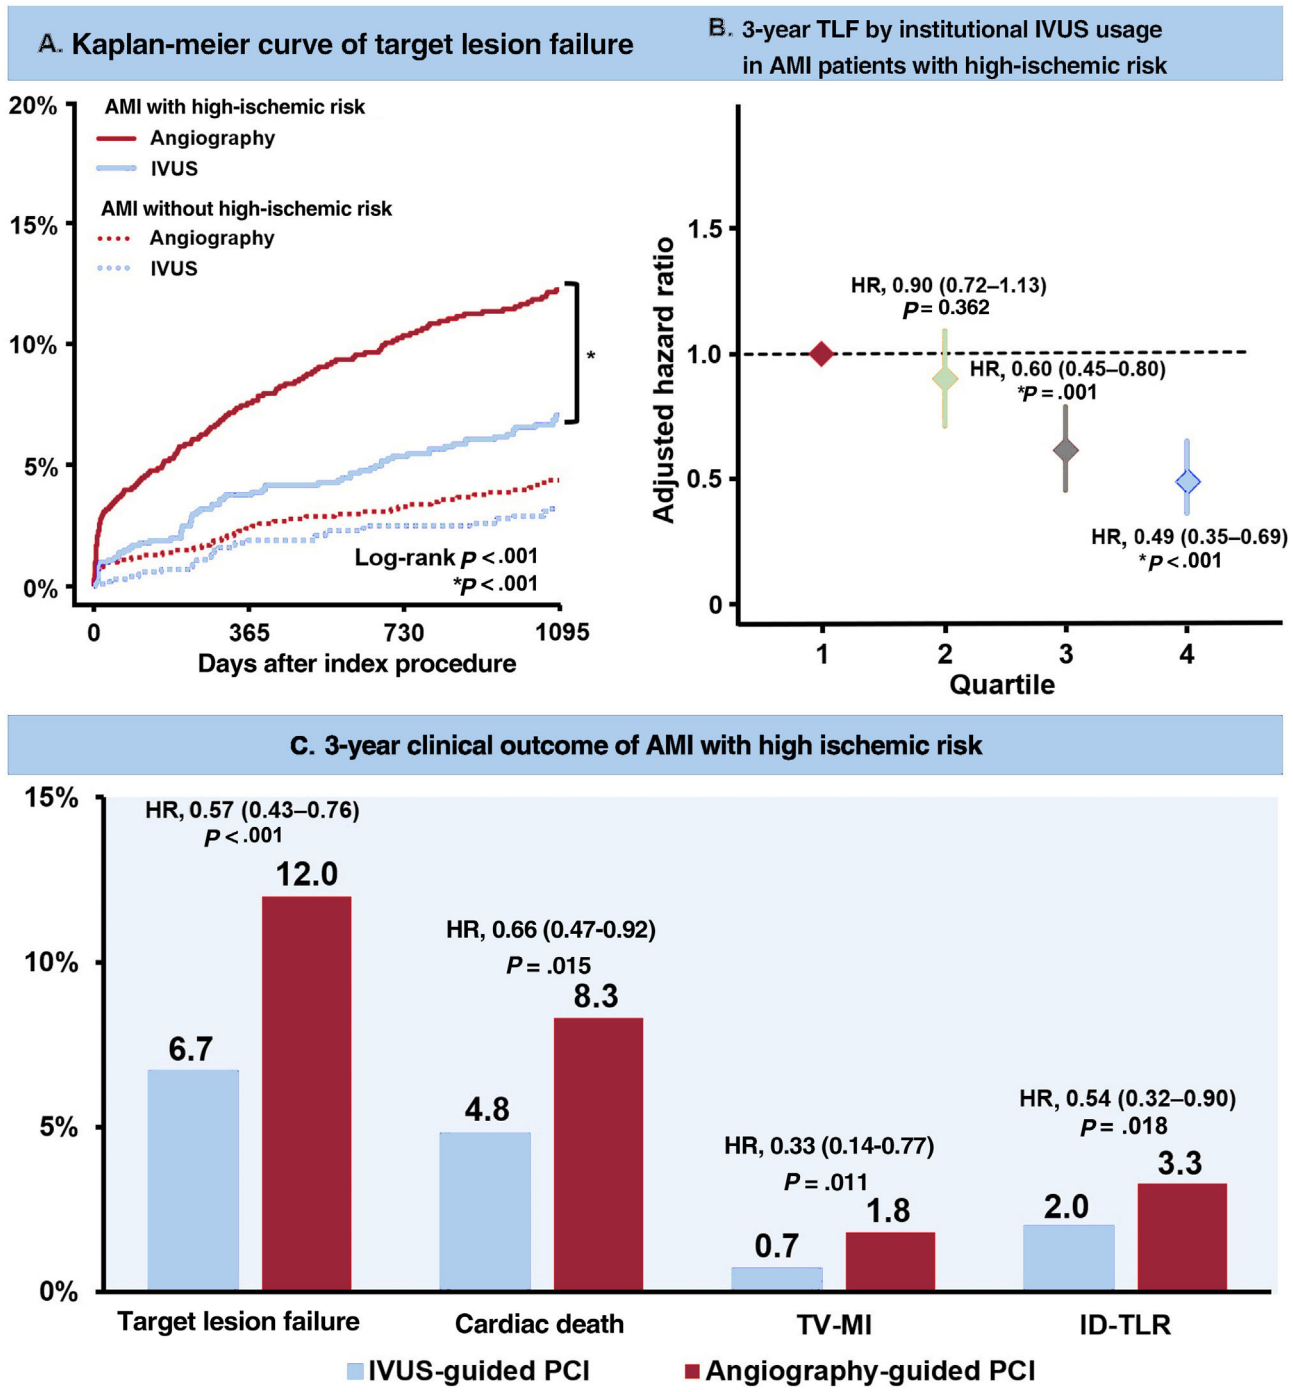 A. Kaplan-meier curve of target lesion failure
20%
15%
10%
5%
0%
AMI with high-ischemic risk
Angiography
IVUS
AMI without high-ischemic risk
Angiography
IVUS
*
Log-rank P < .001
*P < .001
0 365 730 1095
Days after index procedure
B. 3-year TLF by institutional IVUS usage
in AMI patients with high-ischemic risk
Adjusted hazard ratio
1.5
1.0
0.5
0
HR, 0.90 (0.72–1.13)
P = 0.362
HR, 0.60 (0.45–0.80)
*P = .001
HR, 0.49 (0.35–0.69)
*P < .001
1 2 3 4
Quartile
C. 3-year clinical outcome of AMI with high ischemic risk
15%
10%
5%
0%
HR, 0.57 (0.43–0.76)
P < .001
6.7
12.0
HR, 0.66 (0.47-0.92)
P = .015
4.8
8.3
HR, 0.33 (0.14-0.77)
P = .011
0.7
1.8
HR, 0.54 (0.32–0.90)
P = .018
2.0
3.3
Target lesion failure
Cardiac death
TV-MI
ID-TLR
IVUS-guided PCI
Angiography-guided PCI